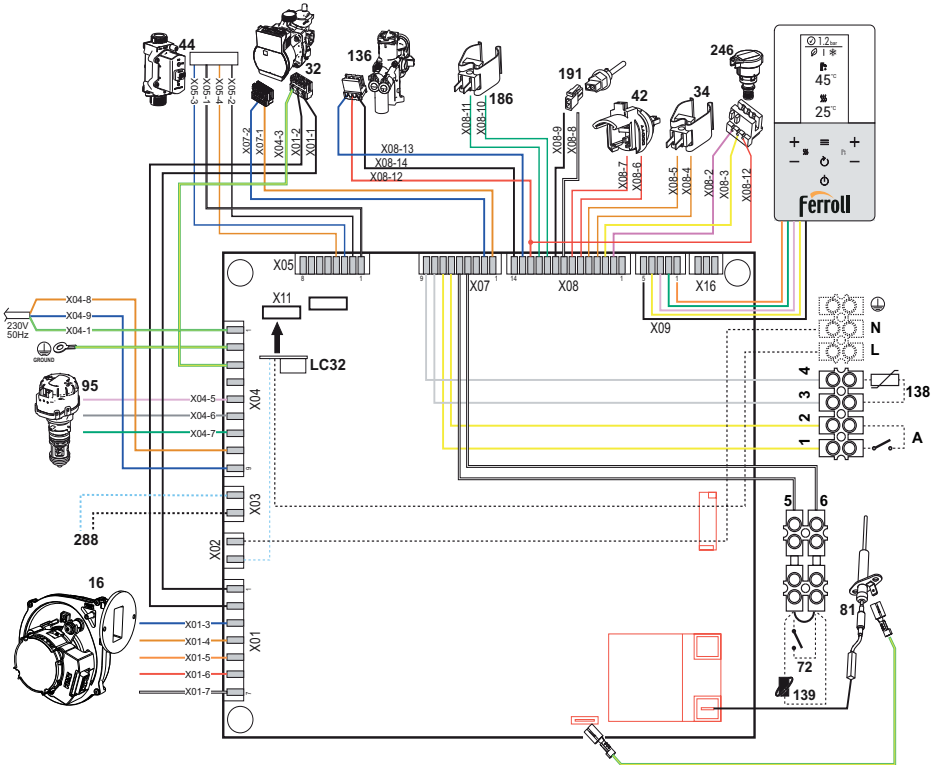 44
32
136
186
191
42
34
246
1.2bar
45°C
25°C
Ferroli
X05-3
X05-1
X05-4
X05-2
X07-2
X07-1
X04-3
X01-2
X01-1
X08-13
X08-14
X08-12
X08-11
X08-10
X08-9
X08-8
X08-7
X08-6
X08-5
X08-4
X08-2
X08-3
X08-12
X05
8
1
9
X07
1
14
X08
1
5
1
X09
X16
X11
LC32
X04-8
X04-9
X04-1
230V
50Hz
GROUND
95
X04-5
X04-6
X04-7
1
X04
9
X03
288
X02
16
X01-3
X01-4
X01-5
X01-6
X01-7
1
X01
7
N
L
4
3
138
2
1
A
5
6
81
72
139